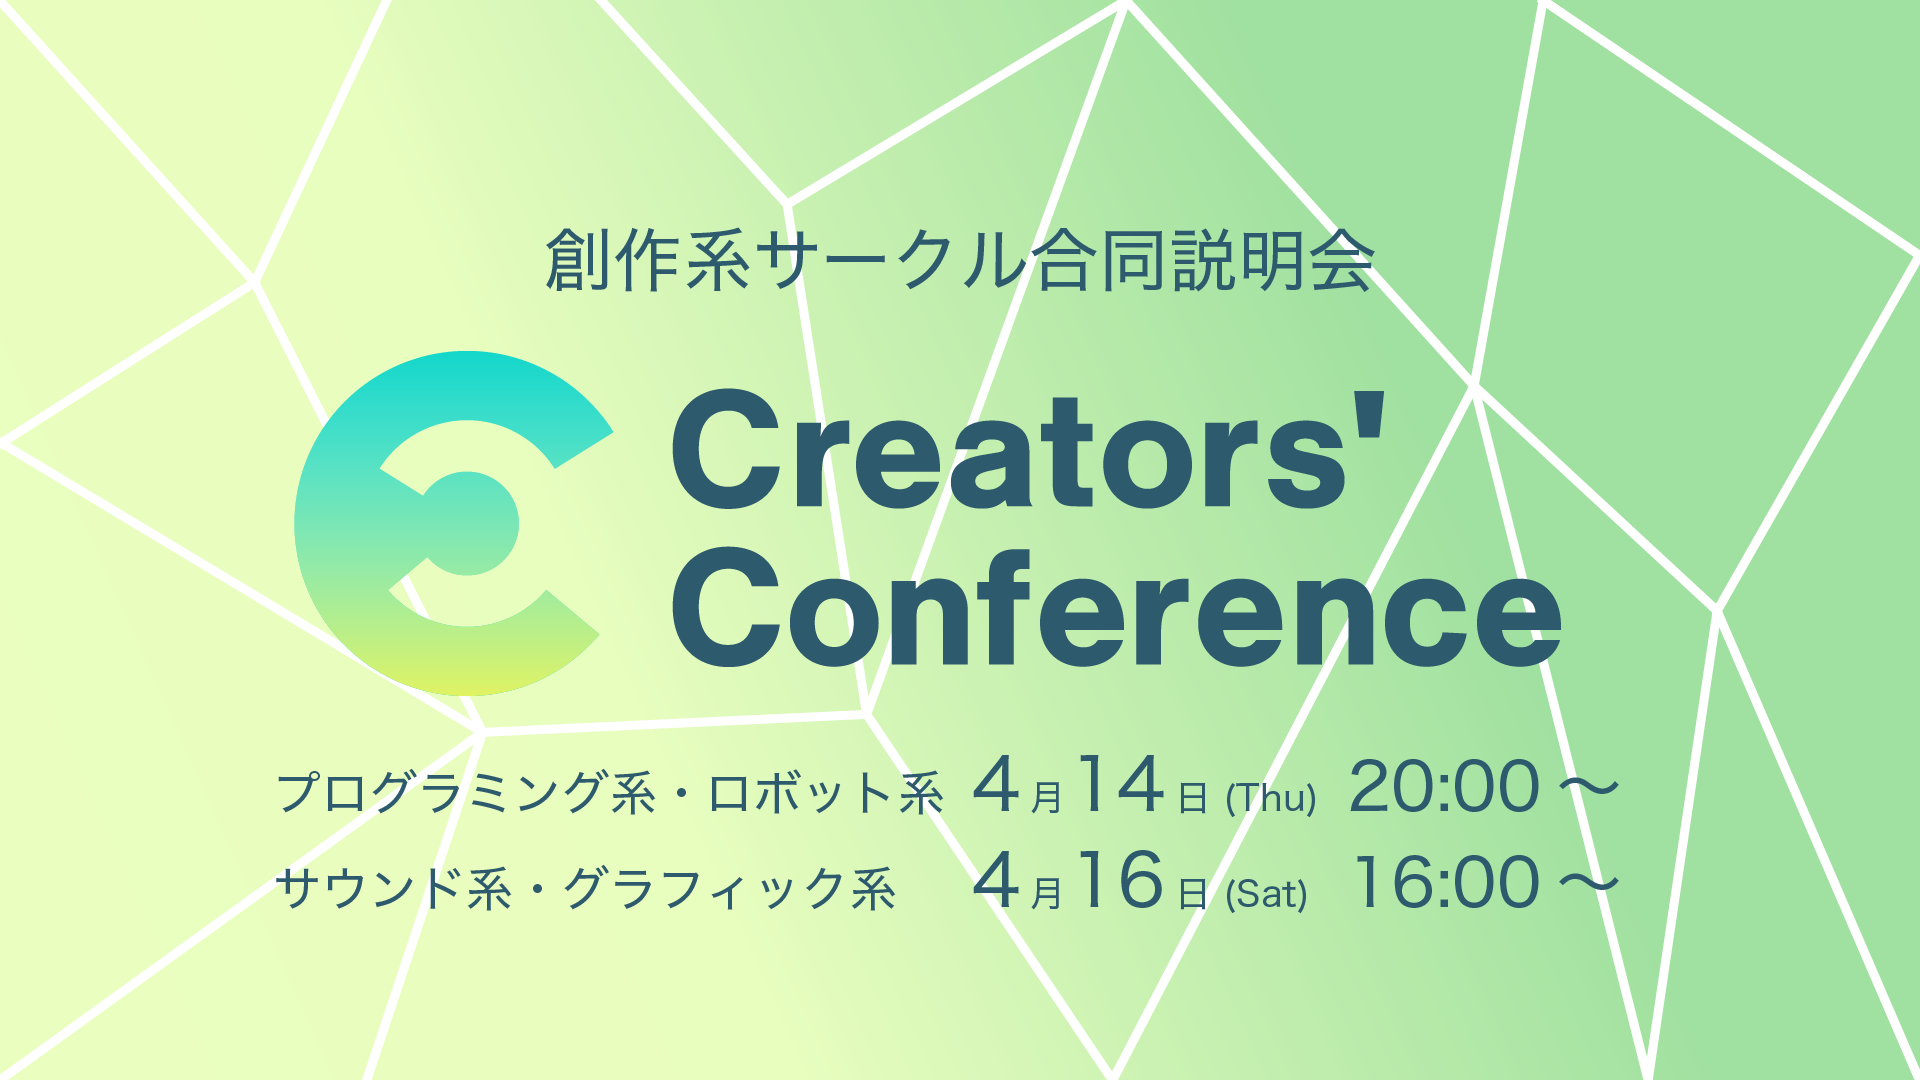 創作系サークル合同説明会
Creators'
Conference
プログラミング系・ロボット系 4月14日 (Thu) 20:00 〜
サウンド系・グラフィック系 4月16日 (Sat) 16:00 〜